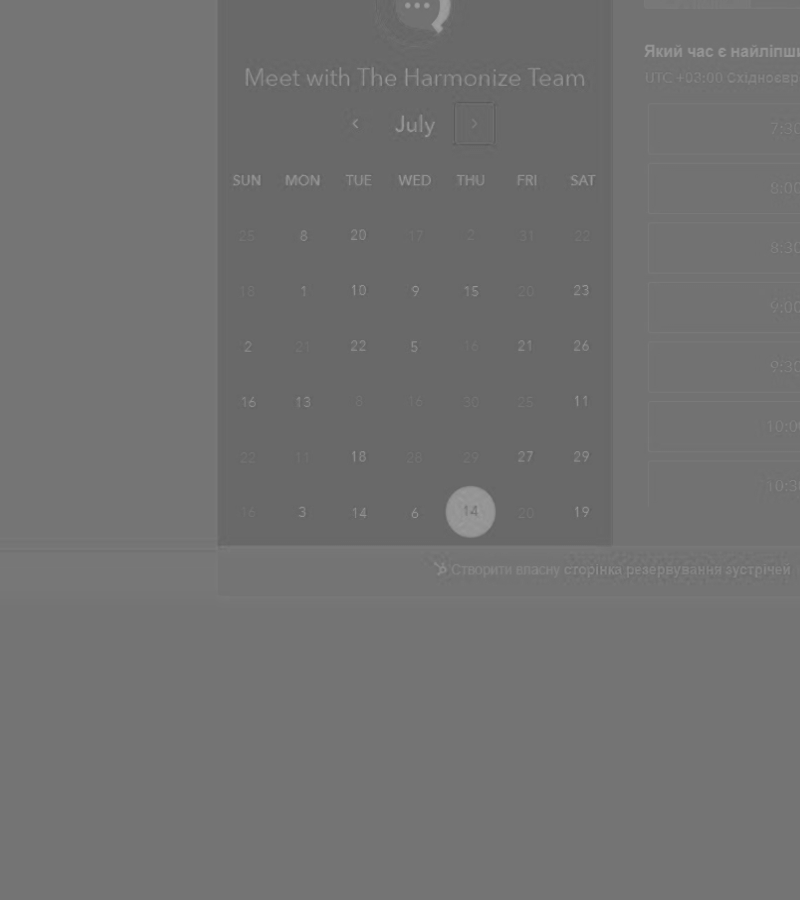 Meet with The Harmonize Team
‹ July ›
SUN MON TUE WED THU FRI SAT
25 8 20 17 2 31 22
18 1 10 9 15 20 23
2 21 22 5 16 21 26
16 13 8 16 30 25 11
22 11 18 28 29 27 29
16 3 14 6 14 20 19
Який час є найліпши
UTC +03:00 Східноєвр
7:30
8:00
8:30
9:00
9:30
10:00
10:30
Створити власну сторінка резервування зустрічей